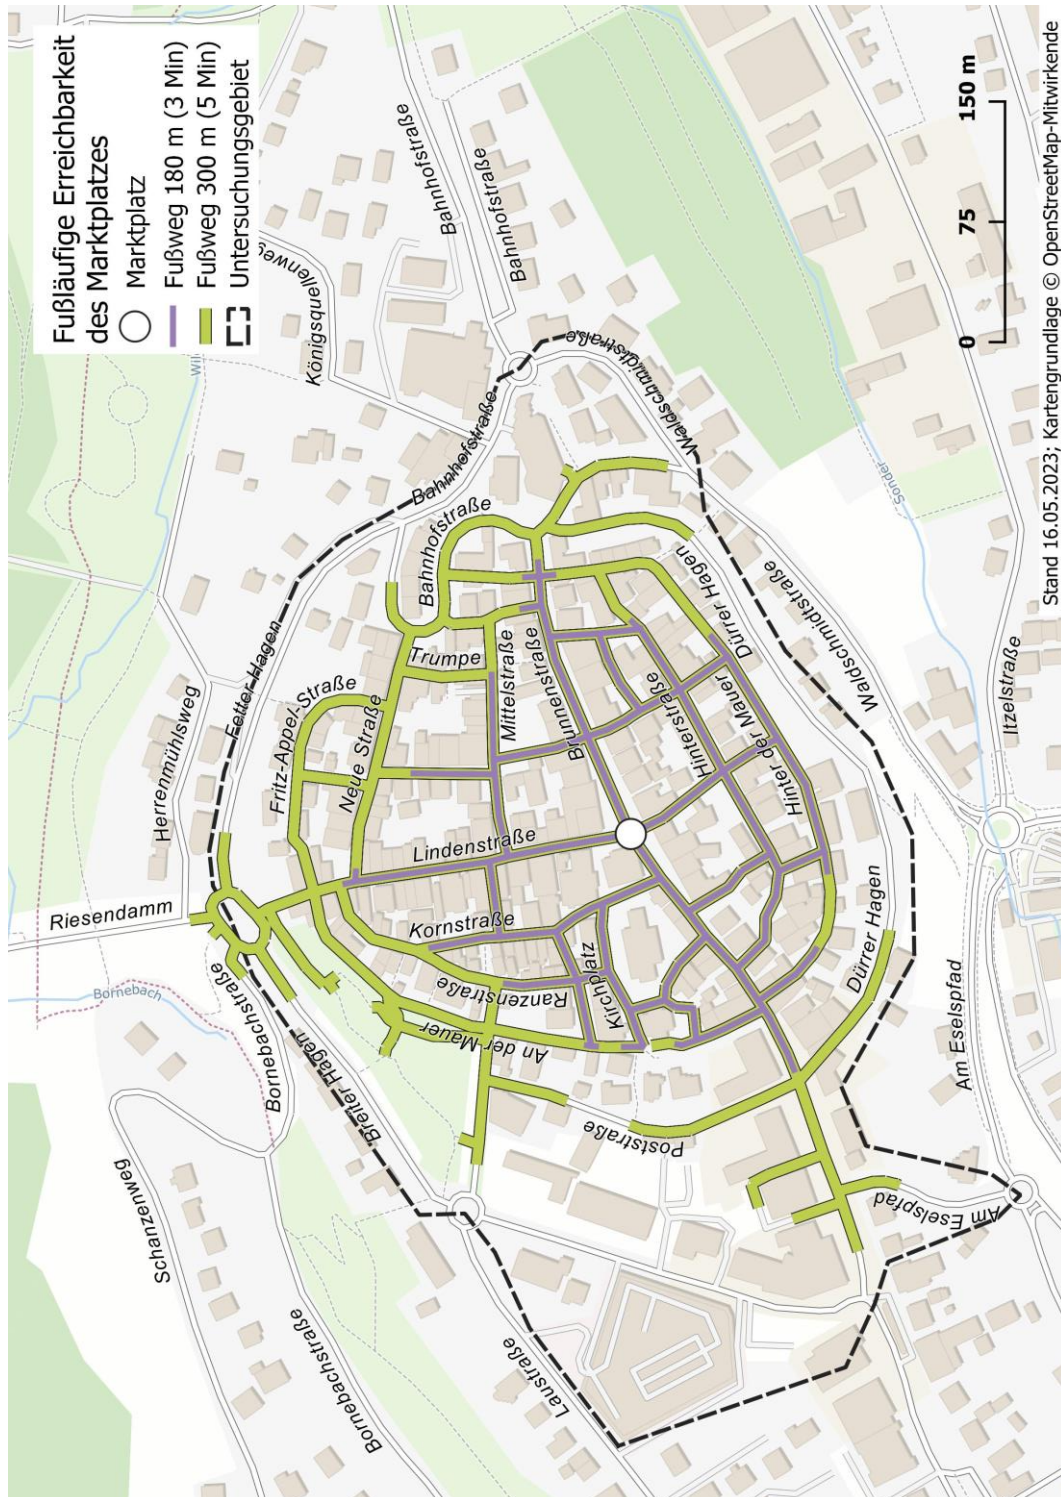 Fußläufige Erreichbarkeit
des Marktplatzes
Marktplatz
Fußweg 180 m (3 Min)
Fußweg 300 m (5 Min)
Untersuchungsgebiet
Bahnhofstraße
Bahnhofstraße
Königsquellenweg
Bahnhofstraße
Bahnhofstraße
Waldschmidtstraße
Waldschmidtstraße
Herrenmühlsweg
Fetter Hagen
Fritz-Appel-Straße
Neue Straße
Trumpe
Mittelstraße
Brunnenstraße
Hinterstraße
Hinter der Mauer
Dürrer Hagen
Dürrer Hagen
Lindenstraße
Kornstraße
Ranzenstraße
Kirchplatz
An der Mauer
Poststraße
Riesendamm
Bornebach
Bornebachstraße
Bornebachstraße
Breiter Hagen
Schanzenweg
Laustraße
Am Eselspfad
Am Eselspfad
Itzelstraße
Sonder
Wil
0
75
150 m
Stand 16.05.2023; Kartengrundlage © OpenStreetMap-Mitwirkende